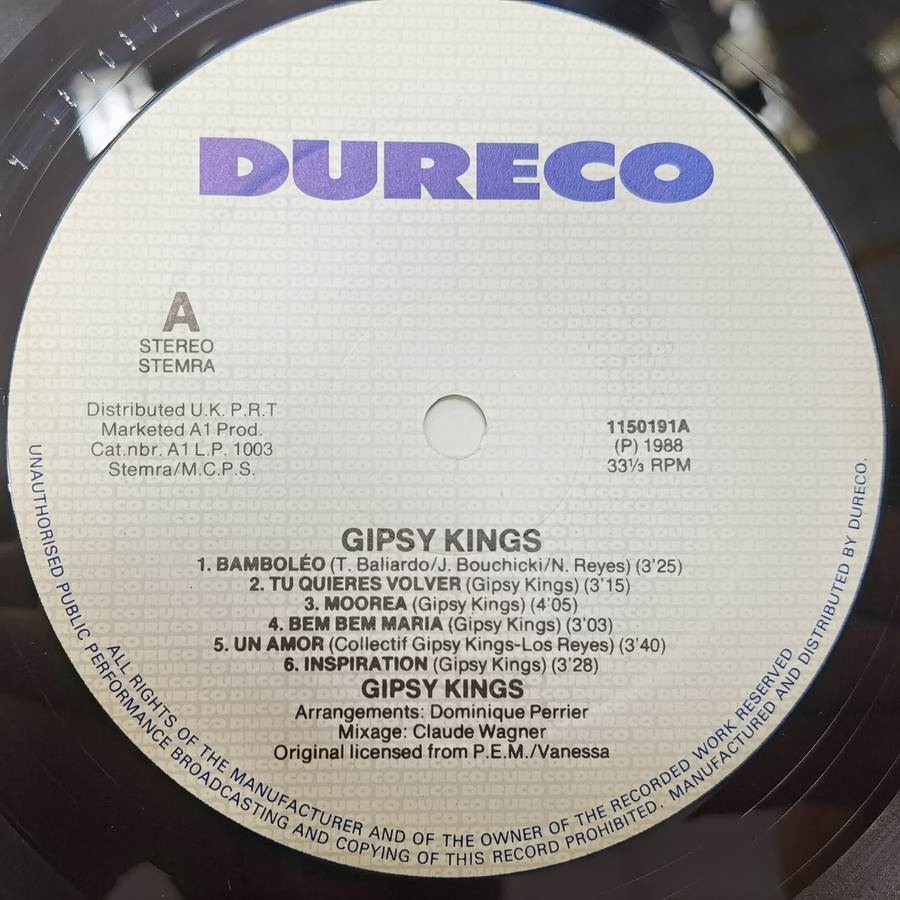 DURECO
A
STEREO
STEMRA
Distributed U.K. P.R.T
Marketed A1 Prod.
Cat.nbr. A1 L.P. 1003
Stemra/M.C.P.S.
1150191A
(P) 1988
33⅓ RPM
GIPSY KINGS
1. BAMBOLÉO (T. Baliardo/J. Bouchicki/N. Reyes) (3'25)
2. TU QUIERES VOLVER (Gipsy Kings) (3'15)
3. MOOREA (Gipsy Kings) (4'05)
4. BEM BEM MARIA (Gipsy Kings) (3'03)
5. UN AMOR (Collectif Gipsy Kings-Los Reyes) (3'40)
6. INSPIRATION (Gipsy Kings) (3'28)
GIPSY KINGS
Arrangements: Dominique Perrier
Mixage: Claude Wagner
Original licensed from P.E.M./Vanessa
ALL RIGHTS OF THE MANUFACTURER AND OF THE OWNER OF THE RECORDED WORK RESERVED
UNAUTHORISED PUBLIC PERFORMANCE BROADCASTING AND COPYING OF THIS RECORD PROHIBITED. MANUFACTURED AND DISTRIBUTED BY DURECO.